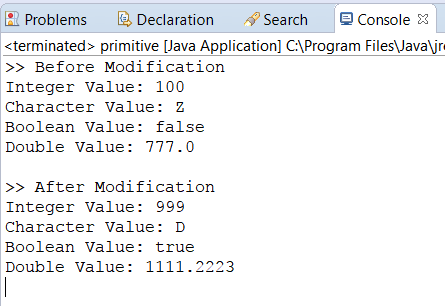 Problems Declaration Search Console
<terminated> primitive [Java Application] C:\Program Files\Java\jr
>> Before Modification
Integer Value: 100
Character Value: Z
Boolean Value: false
Double Value: 777.0
>> After Modification
Integer Value: 999
Character Value: D
Boolean Value: true
Double Value: 1111.2223